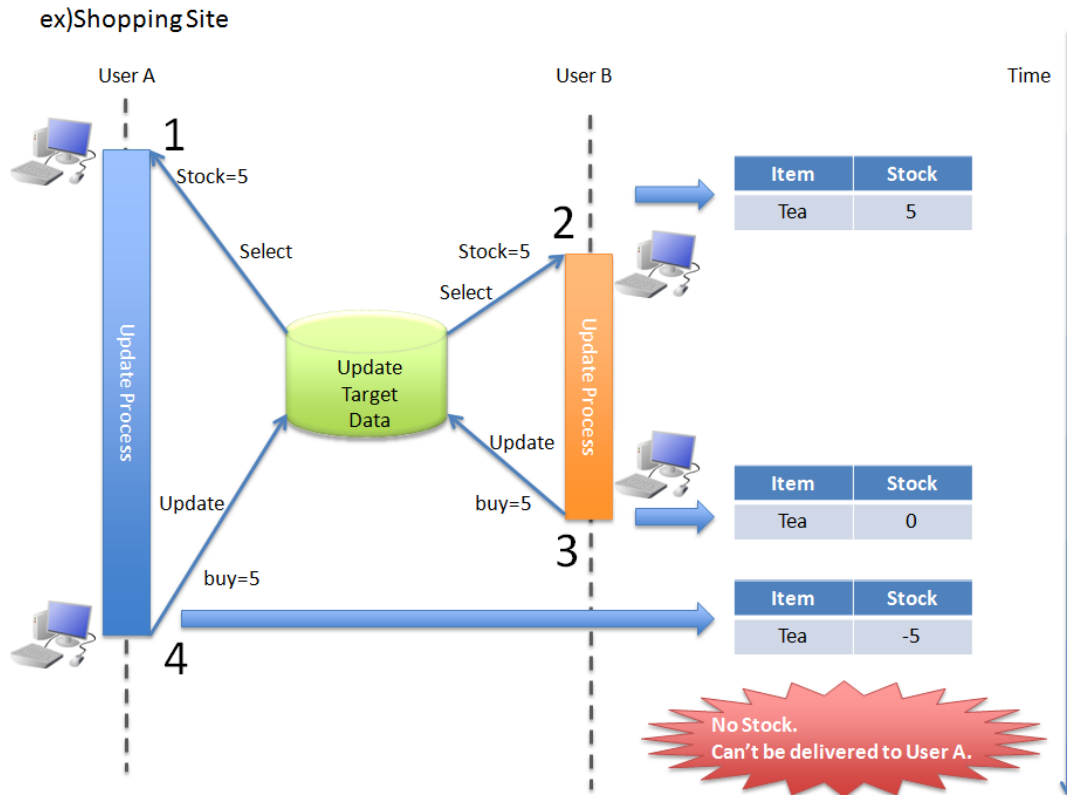 ex)Shopping Site
User A
User B
Time
1
Stock=5
Select
2
Stock=5
Select
Item Stock
Tea 5
Update Process
Update
Target
Data
Update Process
Update
buy=5
3
Item Stock
Tea 0
Update
buy=5
4
Item Stock
Tea -5
No Stock.
Can't be delivered to User A.